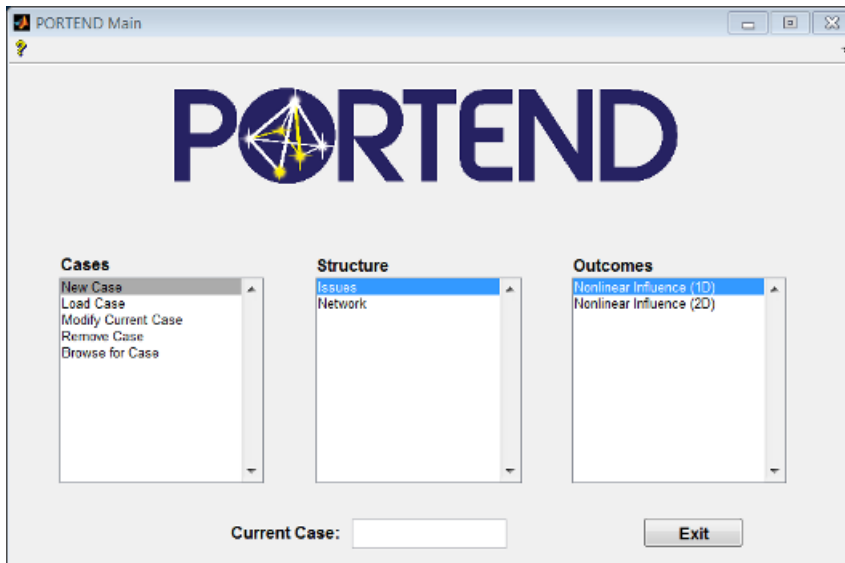 PORTEND Main
PORTEND
Cases
New Case
Load Case
Modify Current Case
Remove Case
Browse for Case
Structure
Issues
Network
Outcomes
Nonlinear Influence (1D)
Nonlinear Influence (2D)
Current Case:
Exit